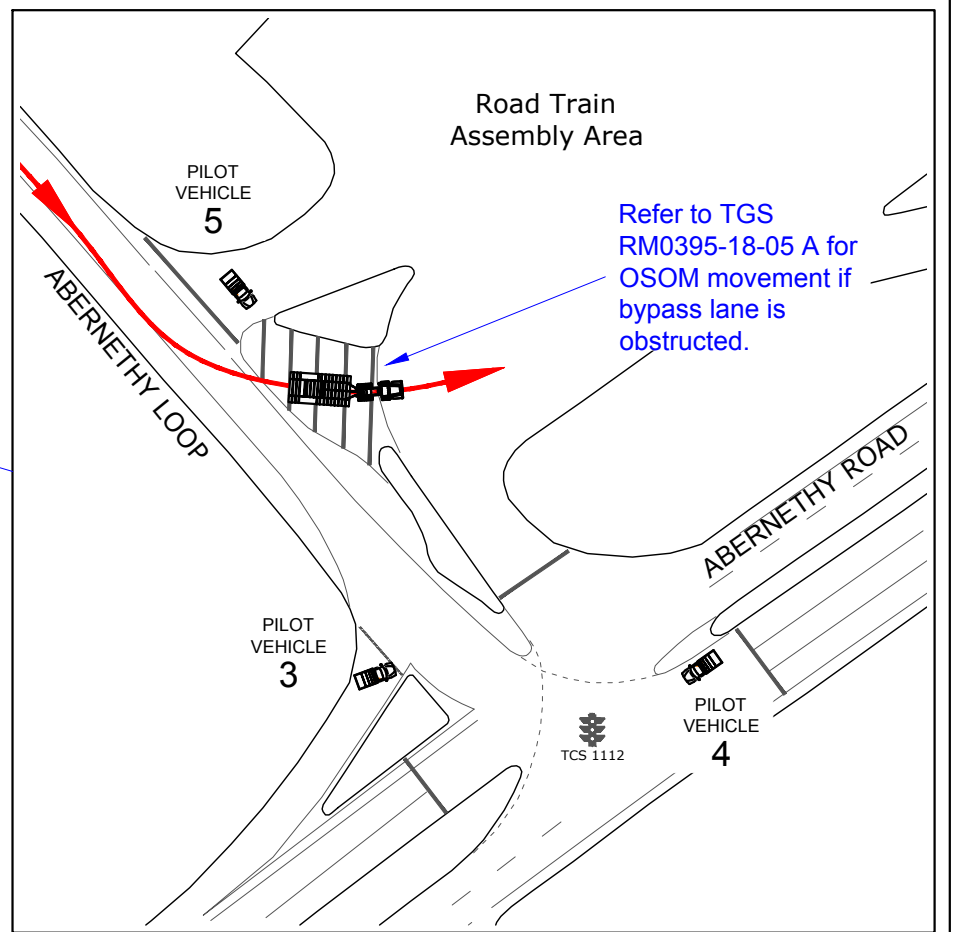 Road Train
Assembly Area
PILOT
VEHICLE
5
Refer to TGS
RM0395-18-05 A for
OSOM movement if
bypass lane is
obstructed.
ABERNETHY LOOP
ABERNETHY ROAD
PILOT
VEHICLE
3
PILOT
VEHICLE
4
TCS 1112